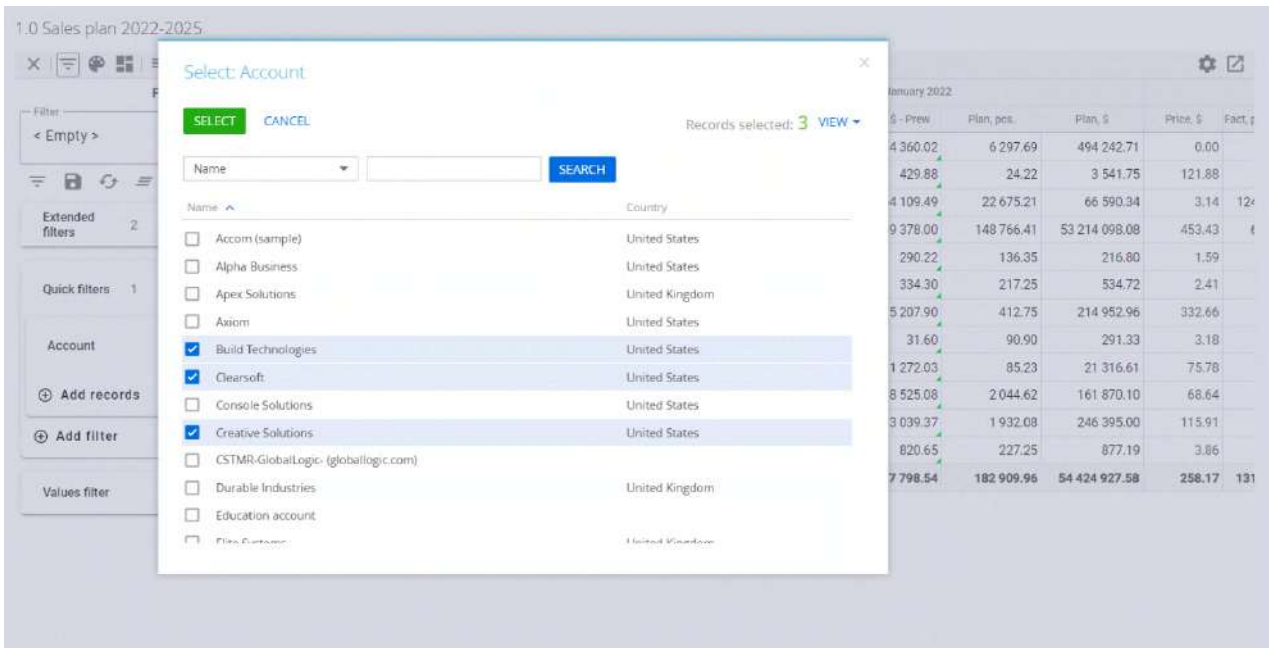 1.0 Sales plan 2022-2025
Select: Account
SELECT CANCEL
Records selected: 3 VIEW
Name SEARCH
Name Country
Accom (sample) United States
Alpha Business United States
Apex Solutions United Kingdom
Axiom United States
Build Technologies United States
Clearsoft United States
Console Solutions United States
Creative Solutions United States
CSTMR-GlobalLogic- (globallogic.com)
Durable Industries United Kingdom
Education account
Elite Systems United Kingdom
Filter
< Empty >
Extended filters 2
Quick filters 1
Account
Add records
Add filter
Values filter
January 2022
$ - Prew Plan, pcs. Plan, $ Price, $ Fact,
4 360.02 6 297.69 494 242.71 0.00
429.88 24.22 3 541.75 121.88
4 109.49 22 675.21 66 590.34 3.14 124
9 378.00 148 766.41 53 214 098.08 453.43
290.22 136.35 216.80 1.59
334.30 217.25 534.72 2.41
5 207.90 412.75 214 952.96 332.66
31.60 90.90 291.33 3.18
1 272.03 85.23 21 316.61 75.78
8 525.08 2 044.62 161 870.10 68.64
3 039.37 1 932.08 246 395.00 115.91
820.65 227.25 877.19 3.86
7 798.54 182 909.96 54 424 927.58 258.17 131